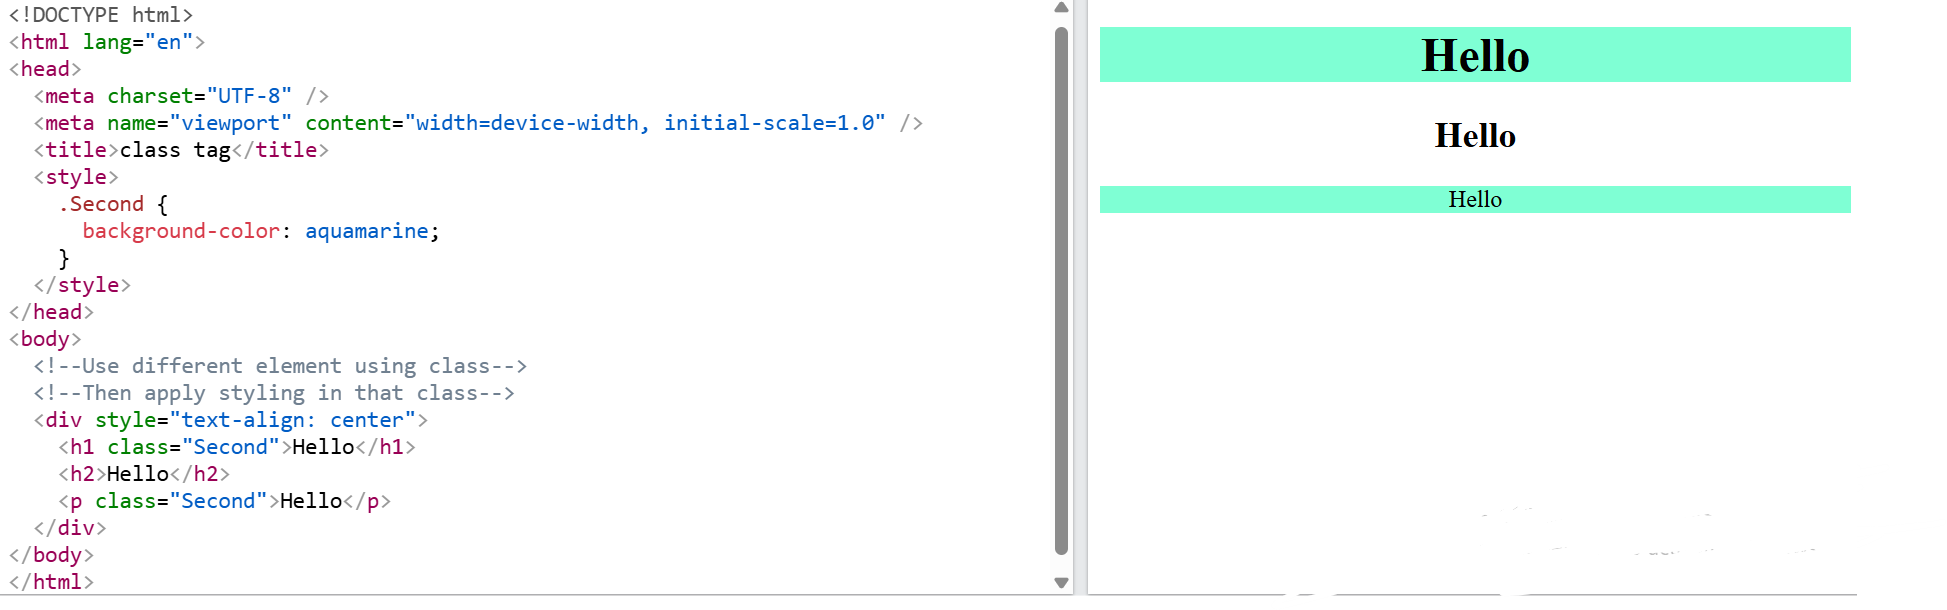 <!DOCTYPE html>
<html lang="en">
<head>
  <meta charset="UTF-8" />
  <meta name="viewport" content="width=device-width, initial-scale=1.0" />
  <title>class tag</title>
  <style>
    .Second {
      background-color: aquamarine;
    }
  </style>
</head>
<body>
  <!--Use different element using class-->
  <!--Then apply styling in that class-->
  <div style="text-align: center">
    <h1 class="Second">Hello</h1>
    <h2>Hello</h2>
    <p class="Second">Hello</p>
  </div>
</body>
</html>
Hello
Hello
Hello